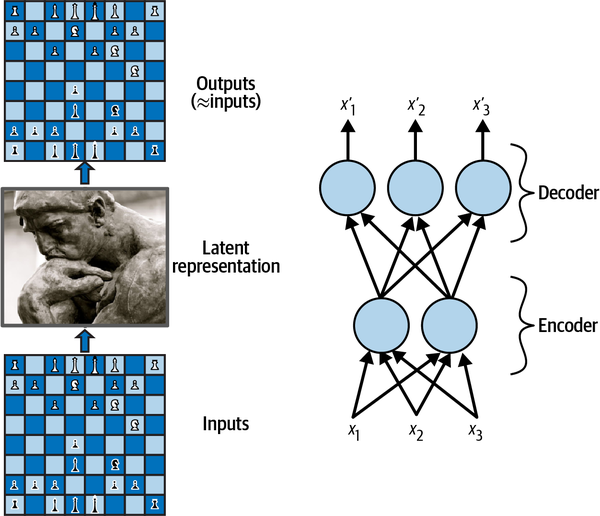 Outputs
(≈inputs)
Latent
representation
Inputs
x'1 x'2 x'3
Decoder
Encoder
x1 x2 x3